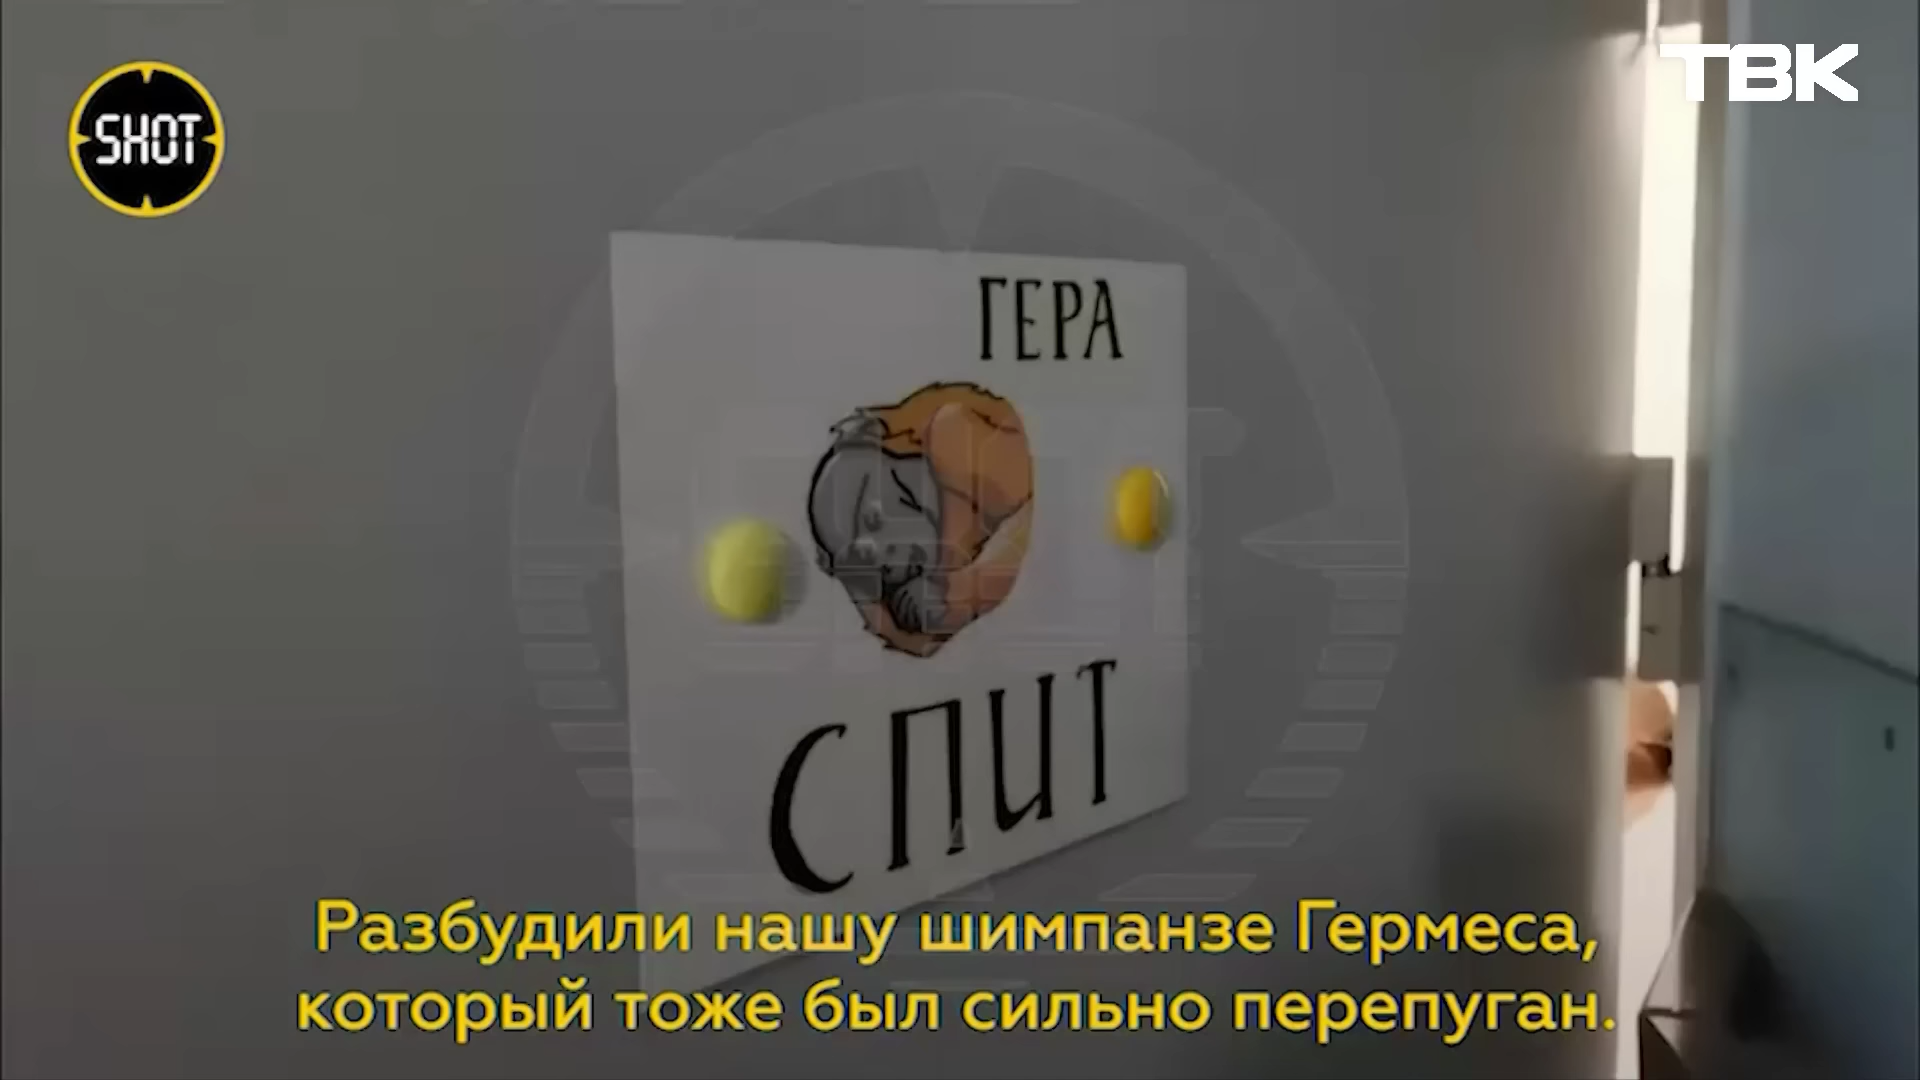 SHOT
ТВК
ГЕРА
СПИТ
Разбудили нашу шимпанзе Гермеса,
который тоже был сильно перепуган.